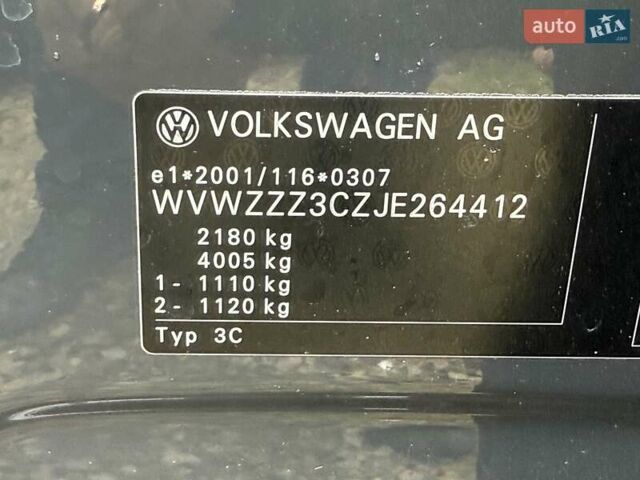 auto RIA.com
VOLKSWAGEN AG
e1*2001/116*0307
WVWZZZ3CZJE264412
2180 kg
4005 kg
1 - 1110 kg
2 - 1120 kg
Typ 3C